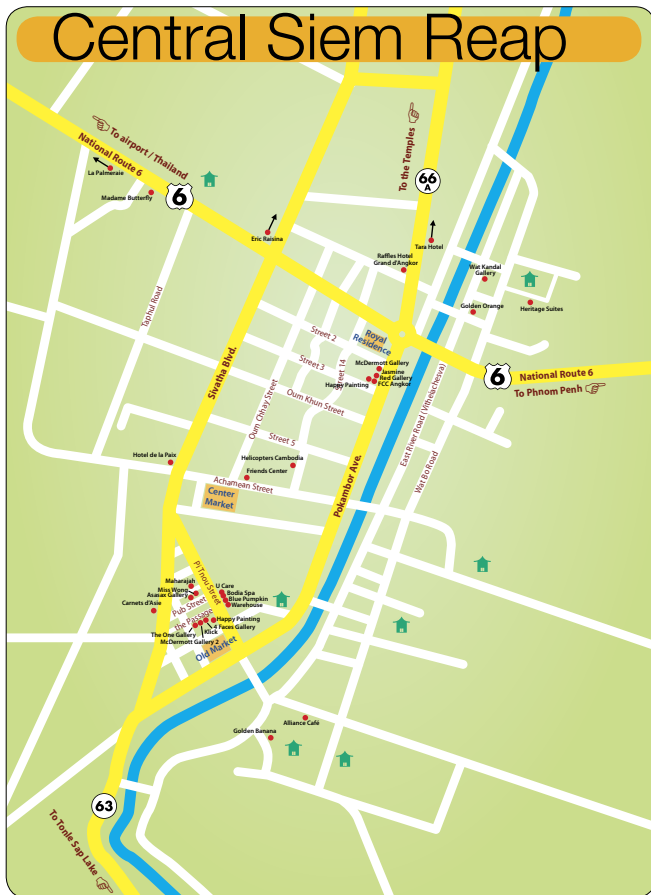 Central Siem Reap
To airport / Thailand
National Route 6
La Palmeraie
Madame Butterfly
6
To the Temples
66
A
Eric Raisina
Tara Hotel
Raffles Hotel
Grand d'Angkor
Wat Kandal
Gallery
Golden Orange
Heritage Suites
Taphul Road
Sivatha Blvd.
Street 2
Street 3
Street 14
Royal
Residence
McDermott Gallery
Jasmine
Red Gallery
Happy Painting
FCC Angkor
6
National Route 6
To Phnom Penh
Oum Khun Street
Oum Chhay Street
Street 5
East River Road (Vithelachesva)
Wat Bo Road
Hotel de la Paix
Helicopters Cambodia
Friends Center
Achamean Street
Center
Market
Pokambor Ave.
Pi Tnou Street
Maharajah
Miss Wong
Asasax Gallery
Carnets d'Asie
Pub Street
U Care
Bodia Spa
Blue Pumpkin
Warehouse
the Passage
Happy Painting
4 Faces Gallery
The One Gallery
Klick
McDermott Gallery 2
Old Market
Alliance Café
Golden Banana
63
To Tonle Sap Lake